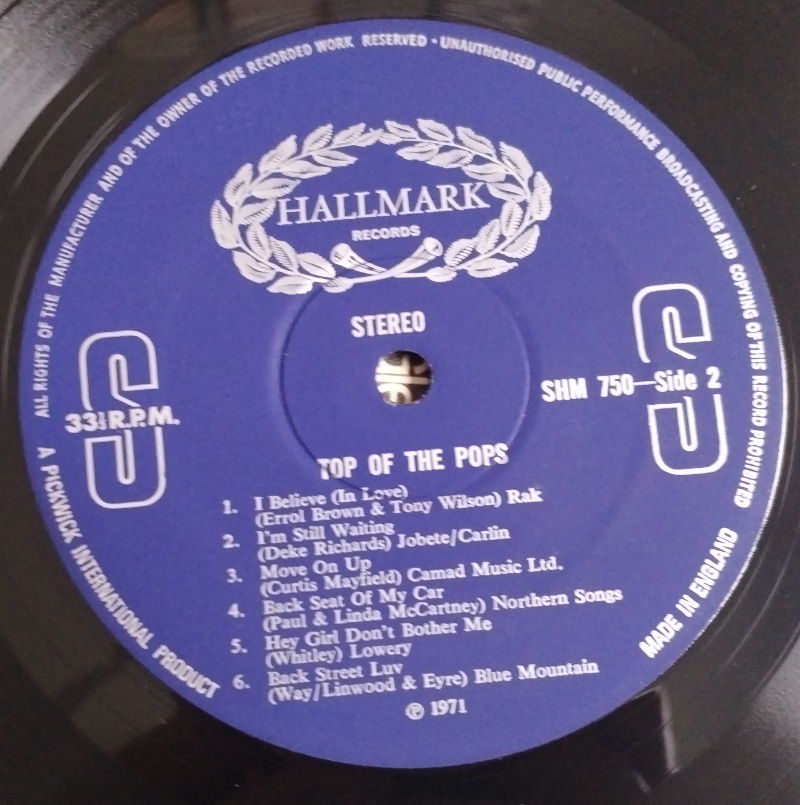 ALL RIGHTS OF THE MANUFACTURER AND OF THE OWNER OF THE RECORDED WORK RESERVED • UNAUTHORISED PUBLIC PERFORMANCE BROADCASTING AND COPYING OF THIS RECORD PROHIBITED
HALLMARK
RECORDS
STEREO
33⅓ R.P.M.
SHM 750—Side 2
TOP OF THE POPS
1. I Believe (In Love)
(Errol Brown & Tony Wilson) Rak
2. I'm Still Waiting
(Deke Richards) Jobete/Carlin
3. Move On Up
(Curtis Mayfield) Camad Music Ltd.
4. Back Seat Of My Car
(Paul & Linda McCartney) Northern Songs
5. Hey Girl Don't Bother Me
(Whitley) Lowery
6. Back Street Luv
(Way/Linwood & Eyre) Blue Mountain
℗ 1971
A PICKWICK INTERNATIONAL PRODUCT
MADE IN ENGLAND